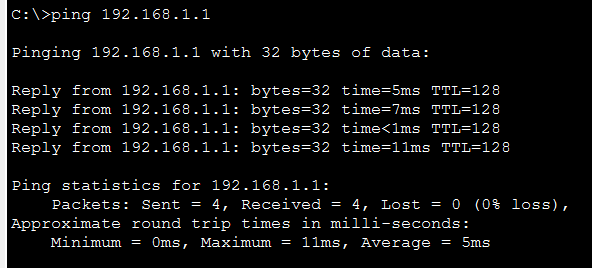 C:\>ping 192.168.1.1
Pinging 192.168.1.1 with 32 bytes of data:
Reply from 192.168.1.1: bytes=32 time=5ms TTL=128
Reply from 192.168.1.1: bytes=32 time=7ms TTL=128
Reply from 192.168.1.1: bytes=32 time<1ms TTL=128
Reply from 192.168.1.1: bytes=32 time=11ms TTL=128
Ping statistics for 192.168.1.1:
    Packets: Sent = 4, Received = 4, Lost = 0 (0% loss),
Approximate round trip times in milli-seconds:
    Minimum = 0ms, Maximum = 11ms, Average = 5ms